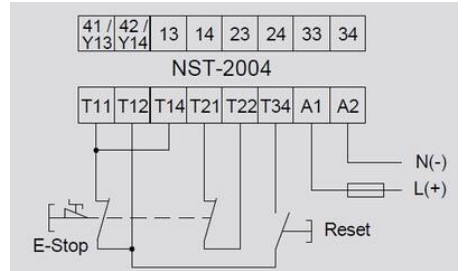 41/ 42/ 13 14 23 24 33 34
Y13 Y14
NST-2004
T11 T12 T14 T21 T22 T34 A1 A2
N(-)
L(+)
E-Stop
Reset